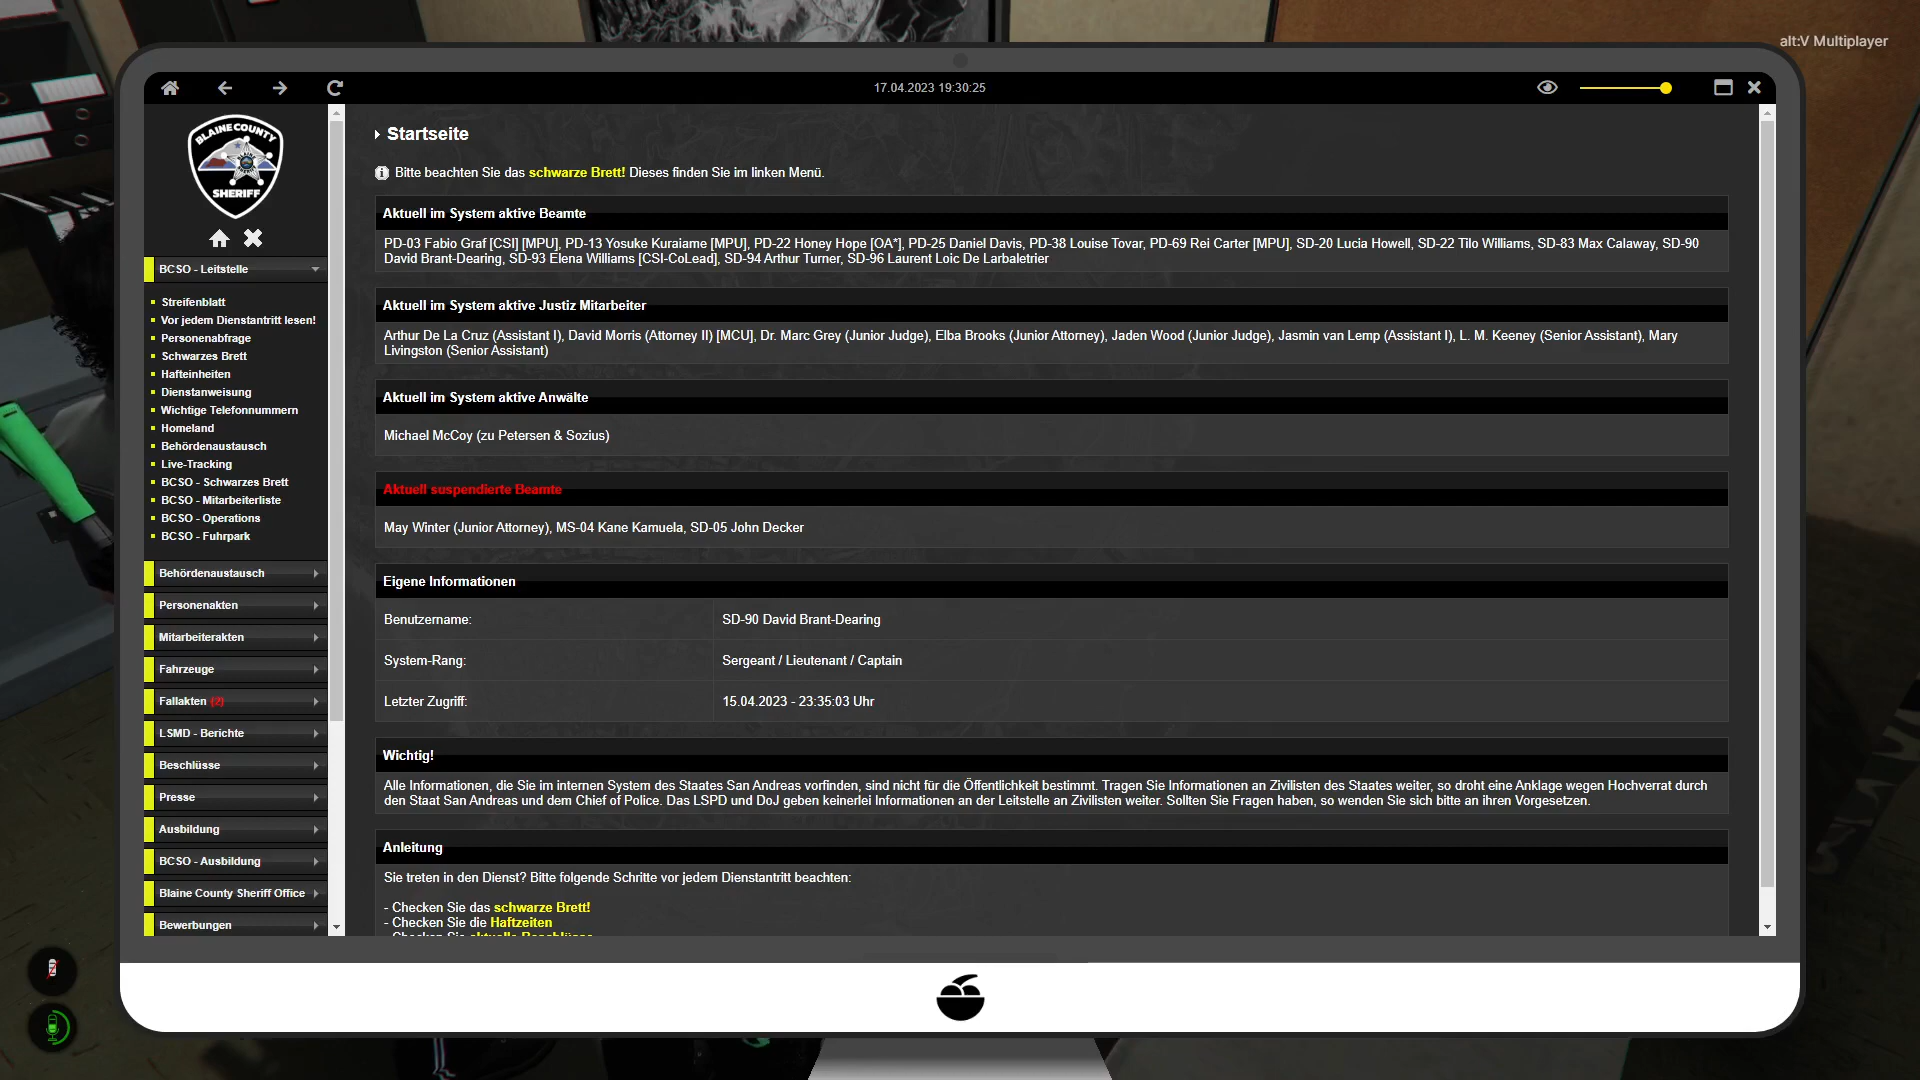 alt:V Multiplayer
17.04.2023 19:30:25
BLAINE COUNTY
SHERIFF
BCSO - Leitstelle
Streifenblatt
Vor jedem Dienstantritt lesen!
Personenabfrage
Schwarzes Brett
Hafteinheiten
Dienstanweisung
Wichtige Telefonnummern
Homeland
Behördenaustausch
Live-Tracking
BCSO - Schwarzes Brett
BCSO - Mitarbeiterliste
BCSO - Operations
BCSO - Fuhrpark
Behördenaustausch
Personenakten
Mitarbeiterakten
Fahrzeuge
Fallakten (2)
LSMD - Berichte
Beschlüsse
Presse
Ausbildung
BCSO - Ausbildung
Blaine County Sheriff Office
Bewerbungen
Startseite
Bitte beachten Sie das schwarze Brett! Dieses finden Sie im linken Menü.
Aktuell im System aktive Beamte
PD-03 Fabio Graf [CSI] [MPU], PD-13 Yosuke Kuraiame [MPU], PD-22 Honey Hope [OA*], PD-25 Daniel Davis, PD-38 Louise Tovar, PD-69 Rei Carter [MPU], SD-20 Lucia Howell, SD-22 Tilo Williams, SD-83 Max Calaway, SD-90
David Brant-Dearing, SD-93 Elena Williams [CSI-CoLead], SD-94 Arthur Turner, SD-96 Laurent Loic De Larbaletrier
Aktuell im System aktive Justiz Mitarbeiter
Arthur De La Cruz (Assistant I), David Morris (Attorney II) [MCU], Dr. Marc Grey (Junior Judge), Elba Brooks (Junior Attorney), Jaden Wood (Junior Judge), Jasmin van Lemp (Assistant I), L. M. Keeney (Senior Assistant), Mary
Livingston (Senior Assistant)
Aktuell im System aktive Anwälte
Michael McCoy (zu Petersen & Sozius)
Aktuell suspendierte Beamte
May Winter (Junior Attorney), MS-04 Kane Kamuela, SD-05 John Decker
Eigene Informationen
Benutzername: SD-90 David Brant-Dearing
System-Rang: Sergeant / Lieutenant / Captain
Letzter Zugriff: 15.04.2023 - 23:35:03 Uhr
Wichtig!
Alle Informationen, die Sie im internen System des Staates San Andreas vorfinden, sind nicht für die Öffentlichkeit bestimmt. Tragen Sie Informationen an Zivilisten des Staates weiter, so droht eine Anklage wegen Hochverrat durch
den Staat San Andreas und dem Chief of Police. Das LSPD und DoJ geben keinerlei Informationen an der Leitstelle an Zivilisten weiter. Sollten Sie Fragen haben, so wenden Sie sich bitte an ihren Vorgesetzen.
Anleitung
Sie treten in den Dienst? Bitte folgende Schritte vor jedem Dienstantritt beachten:
- Checken Sie das schwarze Brett!
- Checken Sie die Haftzeiten
- Checken Sie aktuelle Beschlüsse